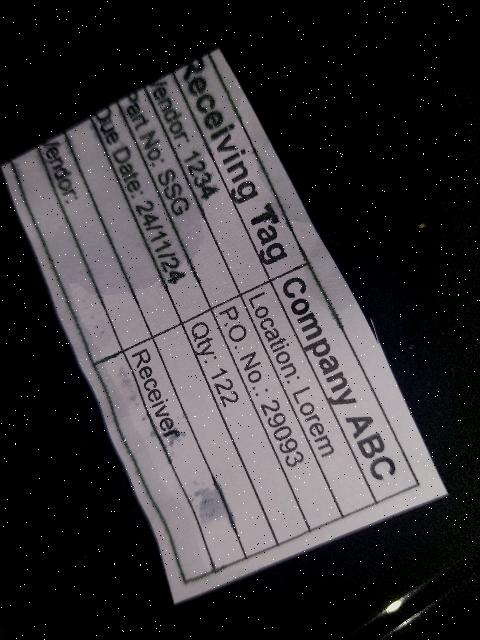 Receiving Tag Company ABC
Vendor: 1234 Location: Lorem
Part No: SSG P.O. No.: 29093
Due Date: 24/11/24 Qty: 122
Vendor: Receiver